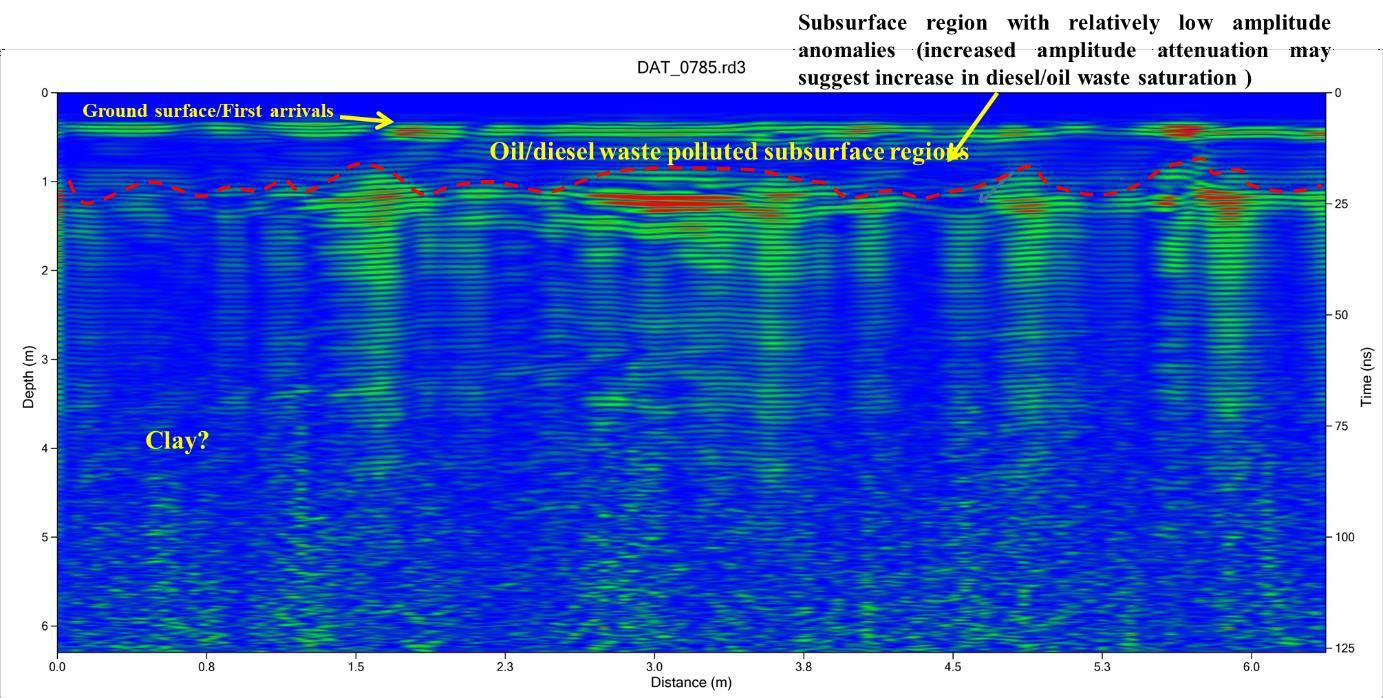 Subsurface region with relatively low amplitude
anomalies (increased amplitude attenuation may
suggest increase in diesel/oil waste saturation )
DAT_0785.rd3
0
0
Ground surface/First arrivals
Oil/diesel waste polluted subsurface regions
1
25
2
50
3
Depth (m)
Time (ns)
75
Clay?
4
5
100
6
125
0.0 0.8 1.5 2.3 3.0 3.8 4.5 5.3 6.0
Distance (m)